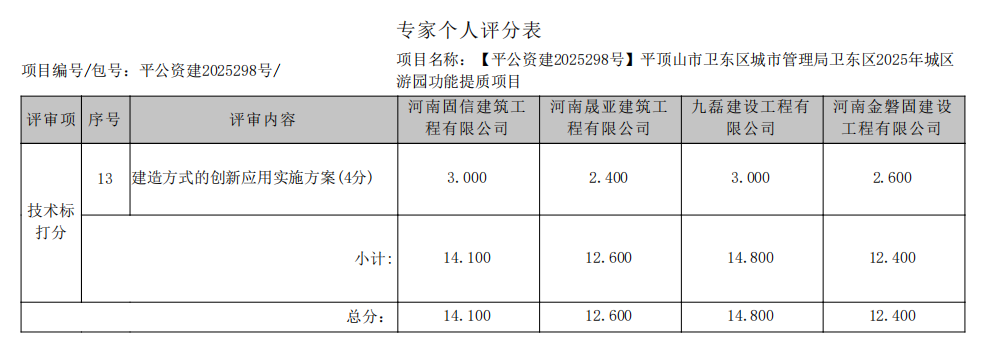 专家个人评分表
项目编号/包号：平公资建2025298号/
项目名称：【平公资建2025298号】平顶山市卫东区城市管理局卫东区2025年城区
游园功能提质项目
评审项 序号 评审内容 河南固信建筑工程有限公司 河南晟亚建筑工程有限公司 九磊建设工程有限公司 河南金磐固建设工程有限公司
技术标打分 13 建造方式的创新应用实施方案(4分) 3.000 2.400 3.000 2.600
小计: 14.100 12.600 14.800 12.400
总分： 14.100 12.600 14.800 12.400